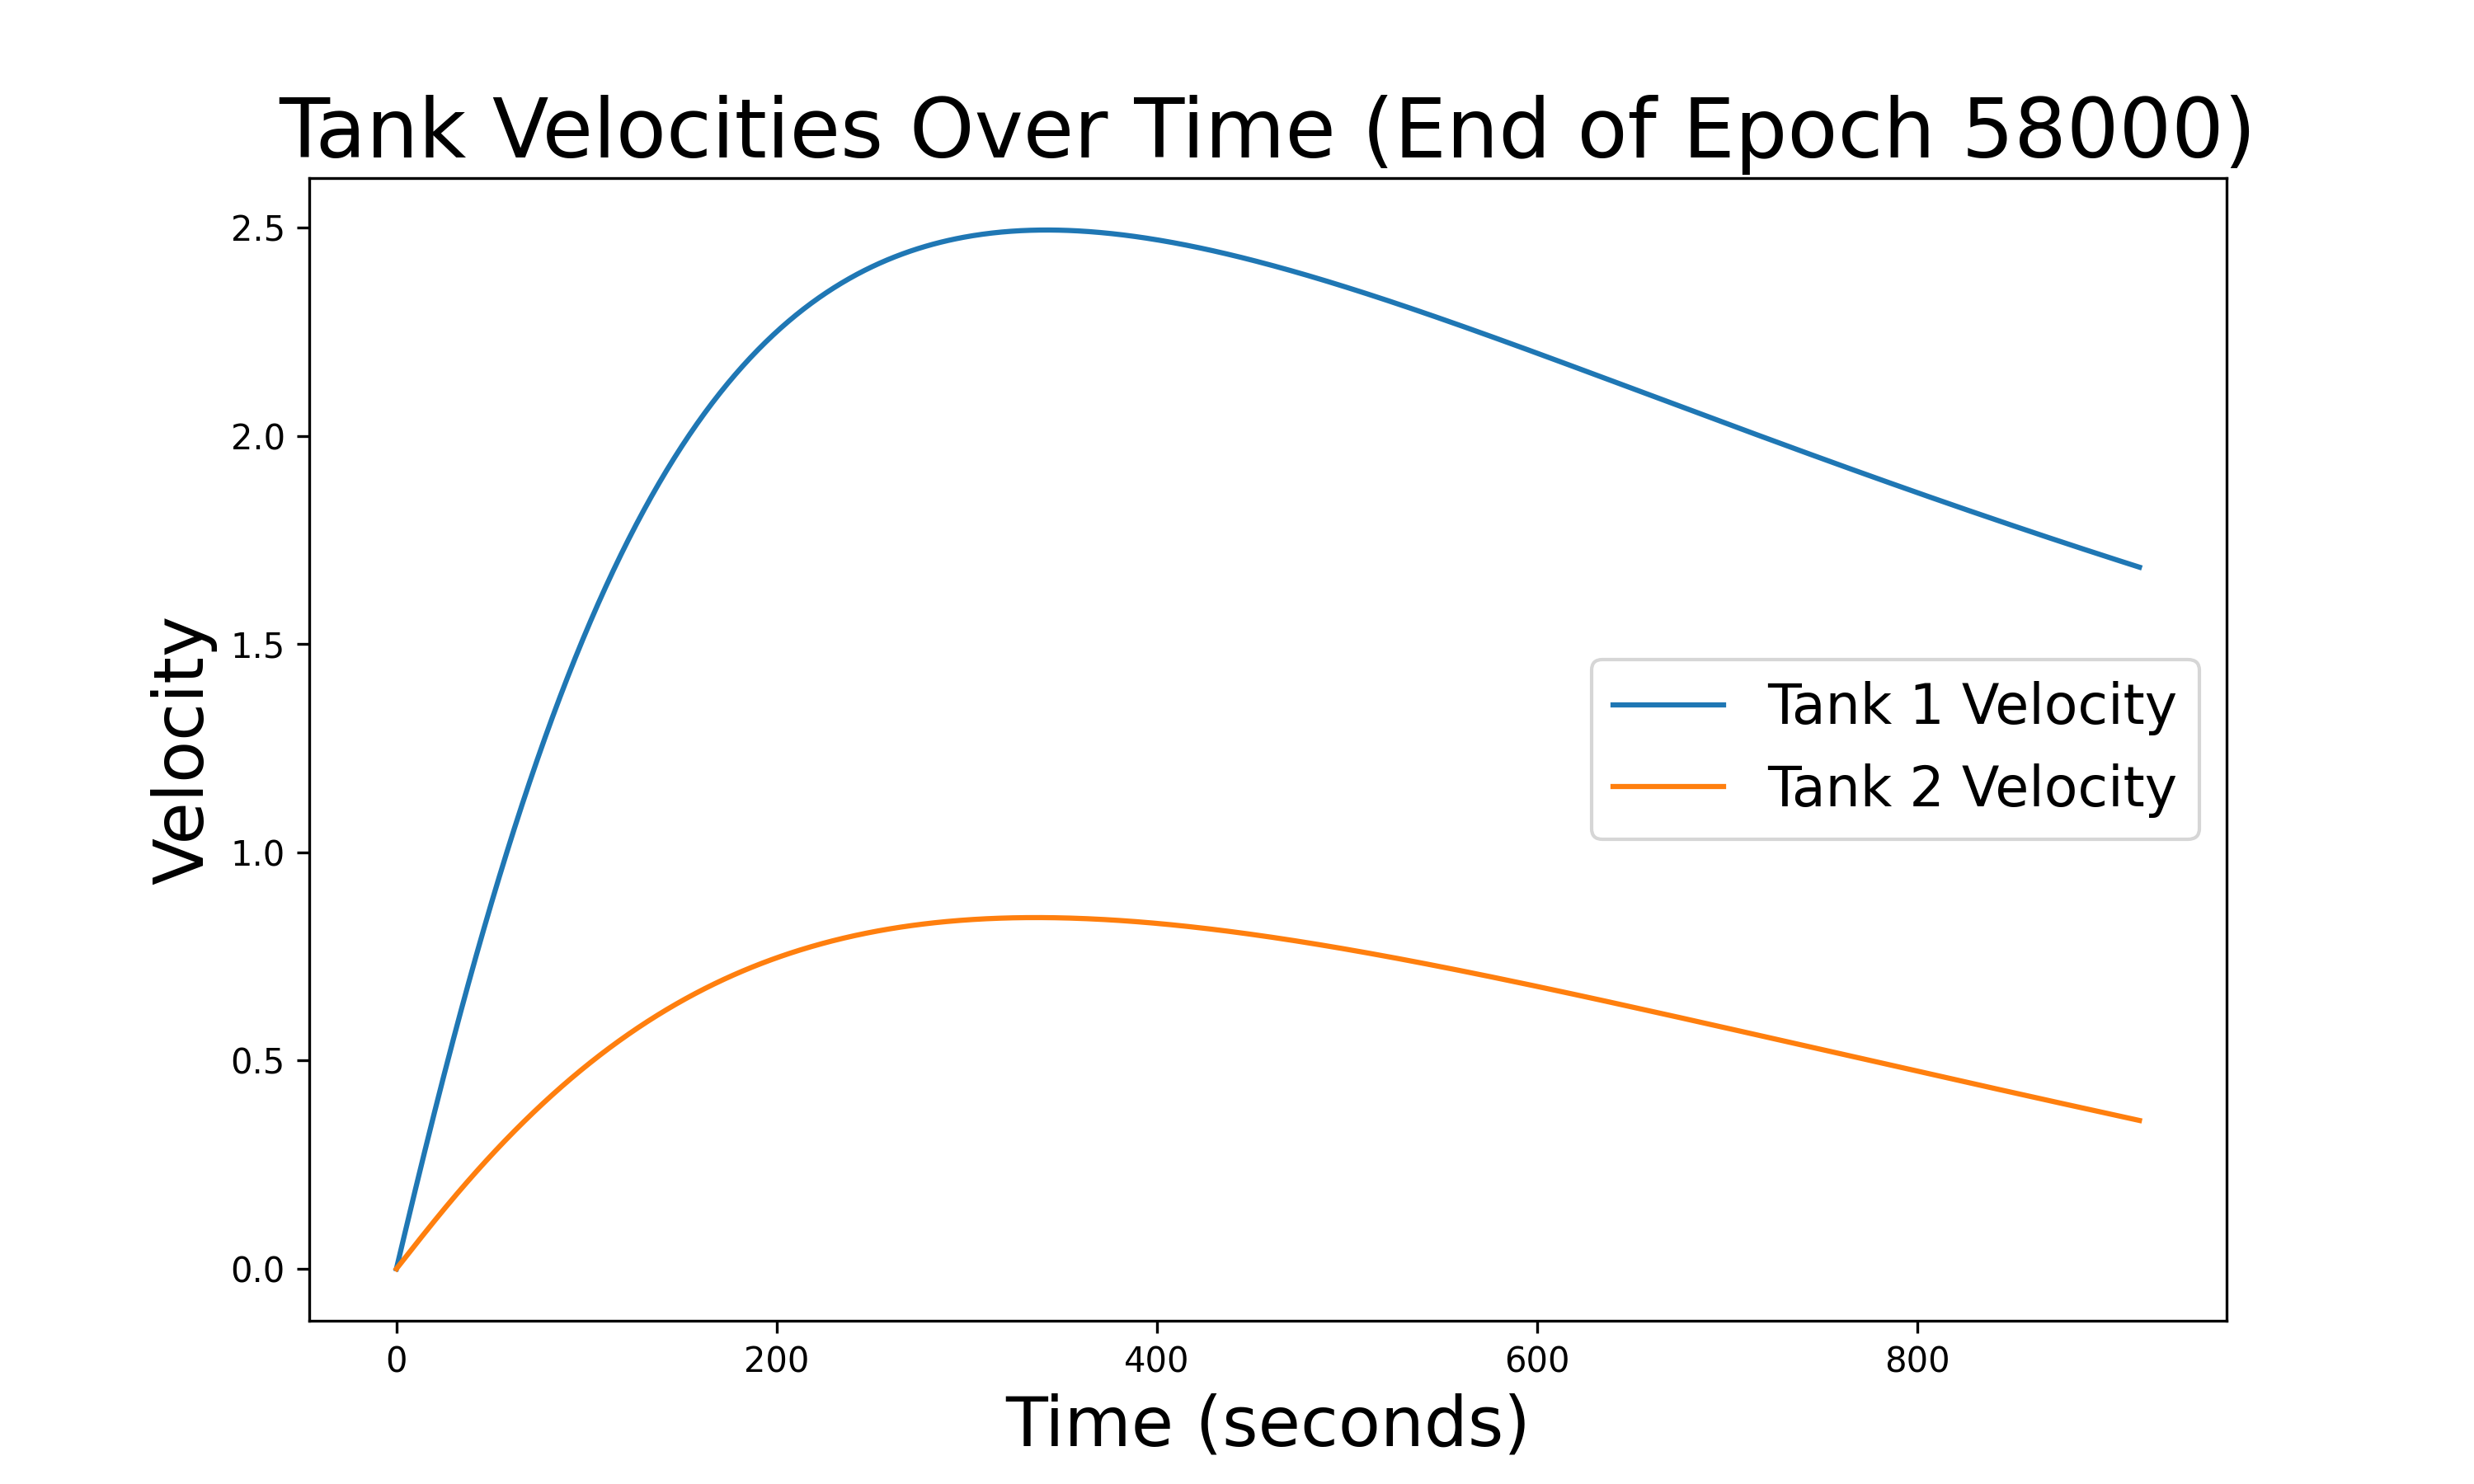 Tank Velocities Over Time (End of Epoch 58000)
Velocity
2.5
2.0
1.5
1.0
0.5
0.0
Tank 1 Velocity
Tank 2 Velocity
0 200 400 600 800
Time (seconds)